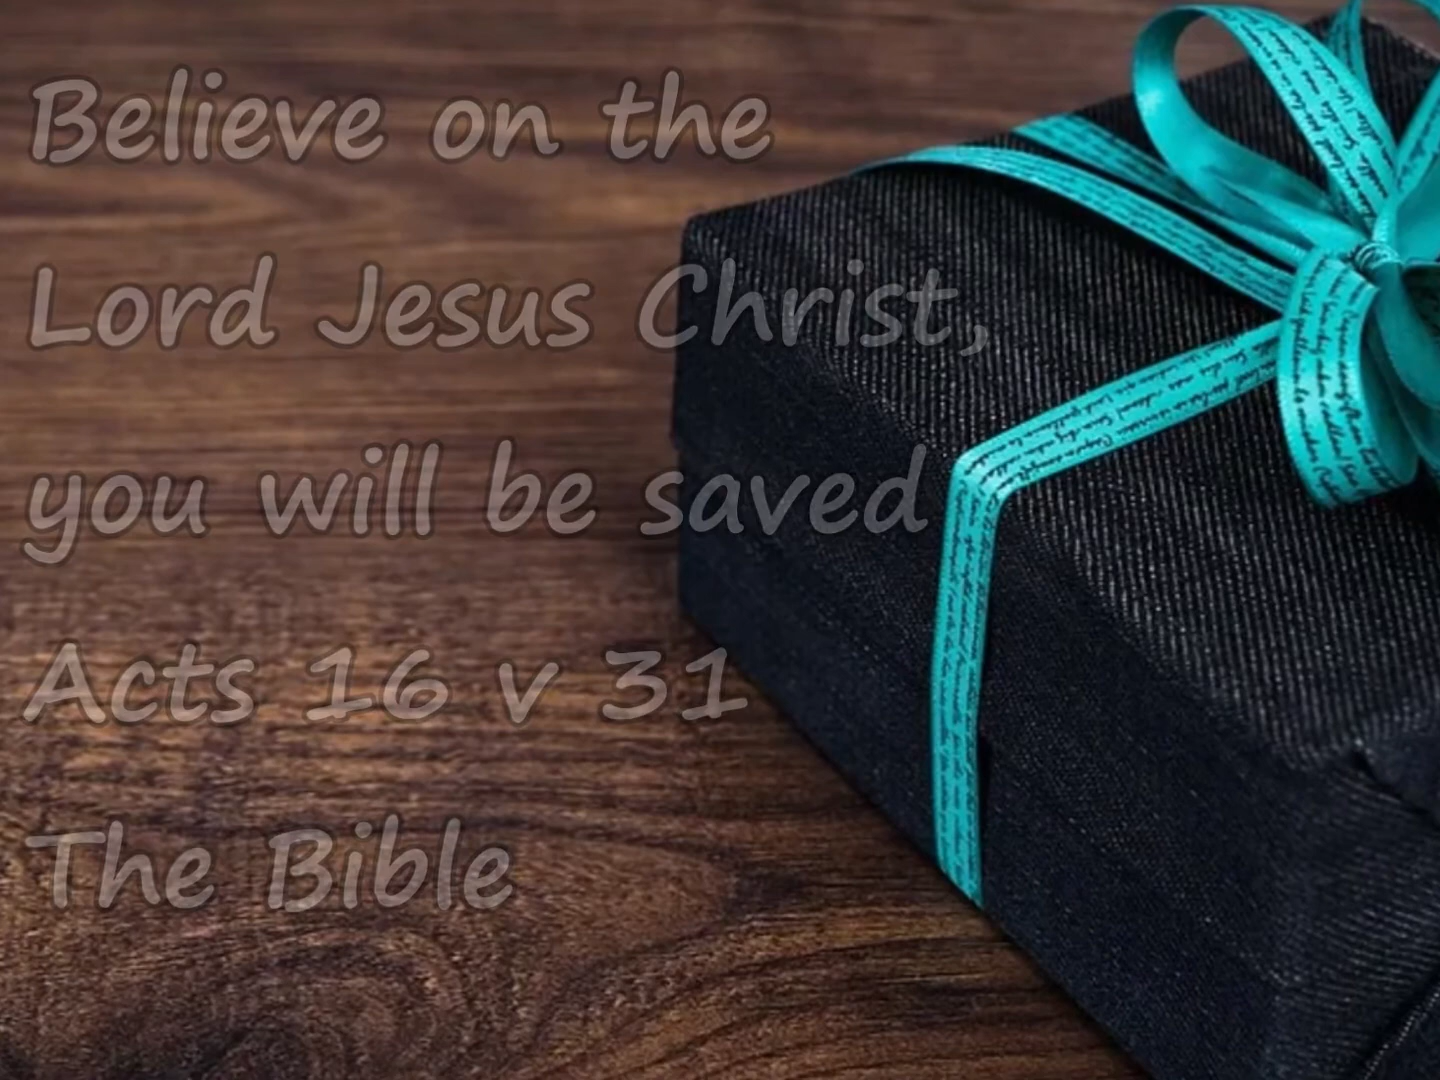 Believe on the
Lord Jesus Christ,
you will be saved
Acts 16 v 31
The Bible